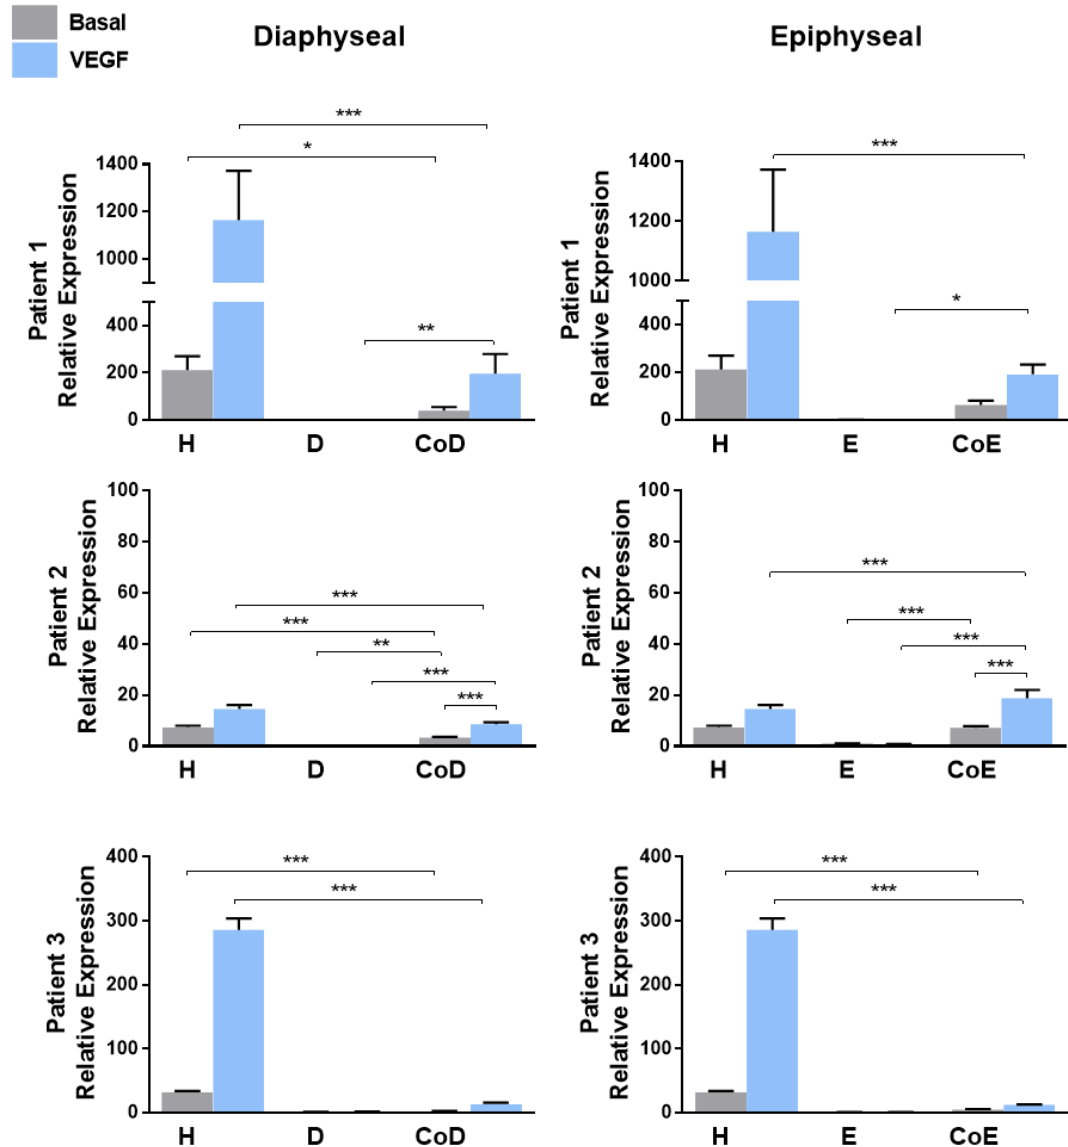 Basal
VEGF
Diaphyseal
Epiphyseal
Patient 1
Relative Expression
1400
1200
1000
400
200
0
***
*
**
H D CoD
Patient 1
Relative Expression
1400
1200
1000
400
200
0
***
*
H E CoE
Patient 2
Relative Expression
100
80
60
40
20
0
***
***
**
***
***
H D CoD
Patient 2
Relative Expression
100
80
60
40
20
0
***
***
***
***
H E CoE
Patient 3
Relative Expression
400
300
200
100
0
***
***
H D CoD
Patient 3
Relative Expression
400
300
200
100
0
***
***
H E CoE